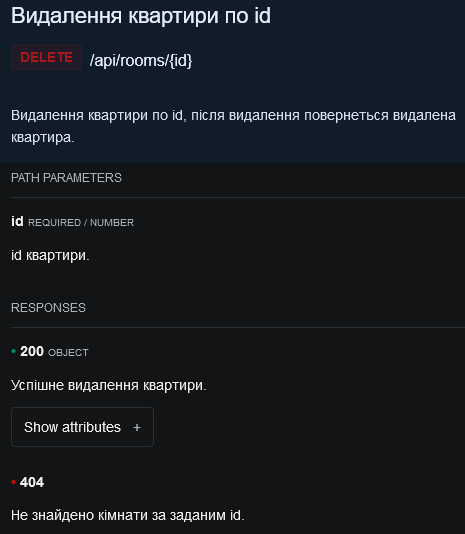 Видалення квартири по id
DELETE /api/rooms/{id}
Видалення квартири по id, після видалення повернеться видалена
квартира.
PATH PARAMETERS
id REQUIRED / NUMBER
id квартири.
RESPONSES
• 200 OBJECT
Успішне видалення квартири.
Show attributes +
• 404
Не знайдено кімнати за заданим id.